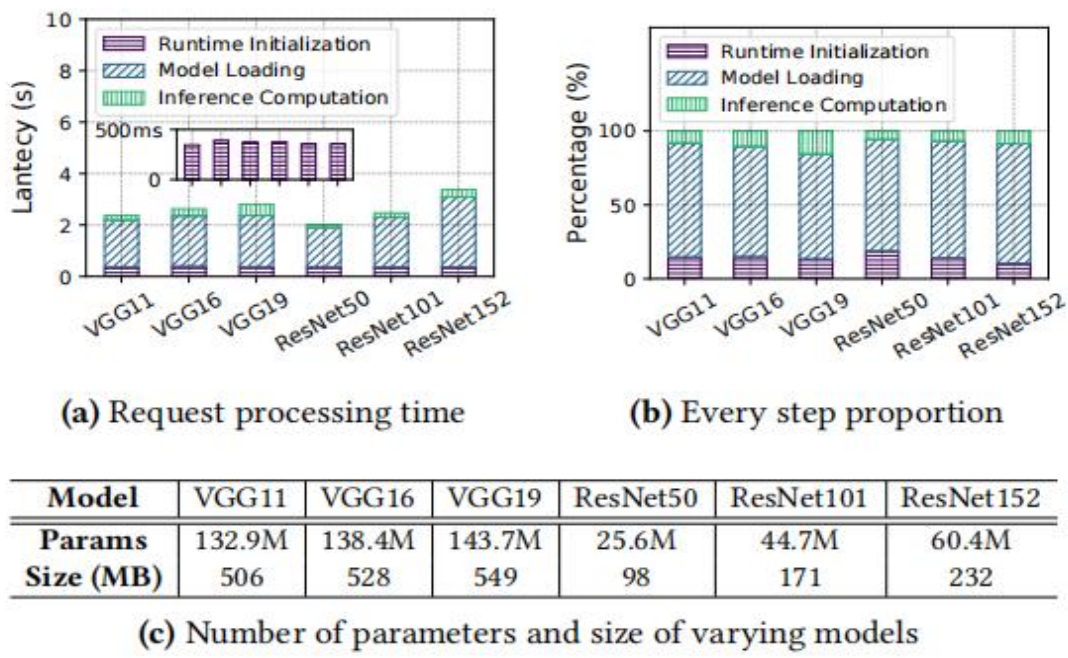 10
8
6
4
2
0
Lantecy (s)
Runtime Initialization
Model Loading
Inference Computation
500ms
0
VGG11
VGG16
VGG19
ResNet50
ResNet101
ResNet152
(a) Request processing time
100
50
0
Percentage (%)
Runtime Initialization
Model Loading
Inference Computation
VGG11
VGG16
VGG19
ResNet50
ResNet101
ResNet152
(b) Every step proportion
Model VGG11 VGG16 VGG19 ResNet50 ResNet101 ResNet152
Params 132.9M 138.4M 143.7M 25.6M 44.7M 60.4M
Size (MB) 506 528 549 98 171 232
(c) Number of parameters and size of varying models